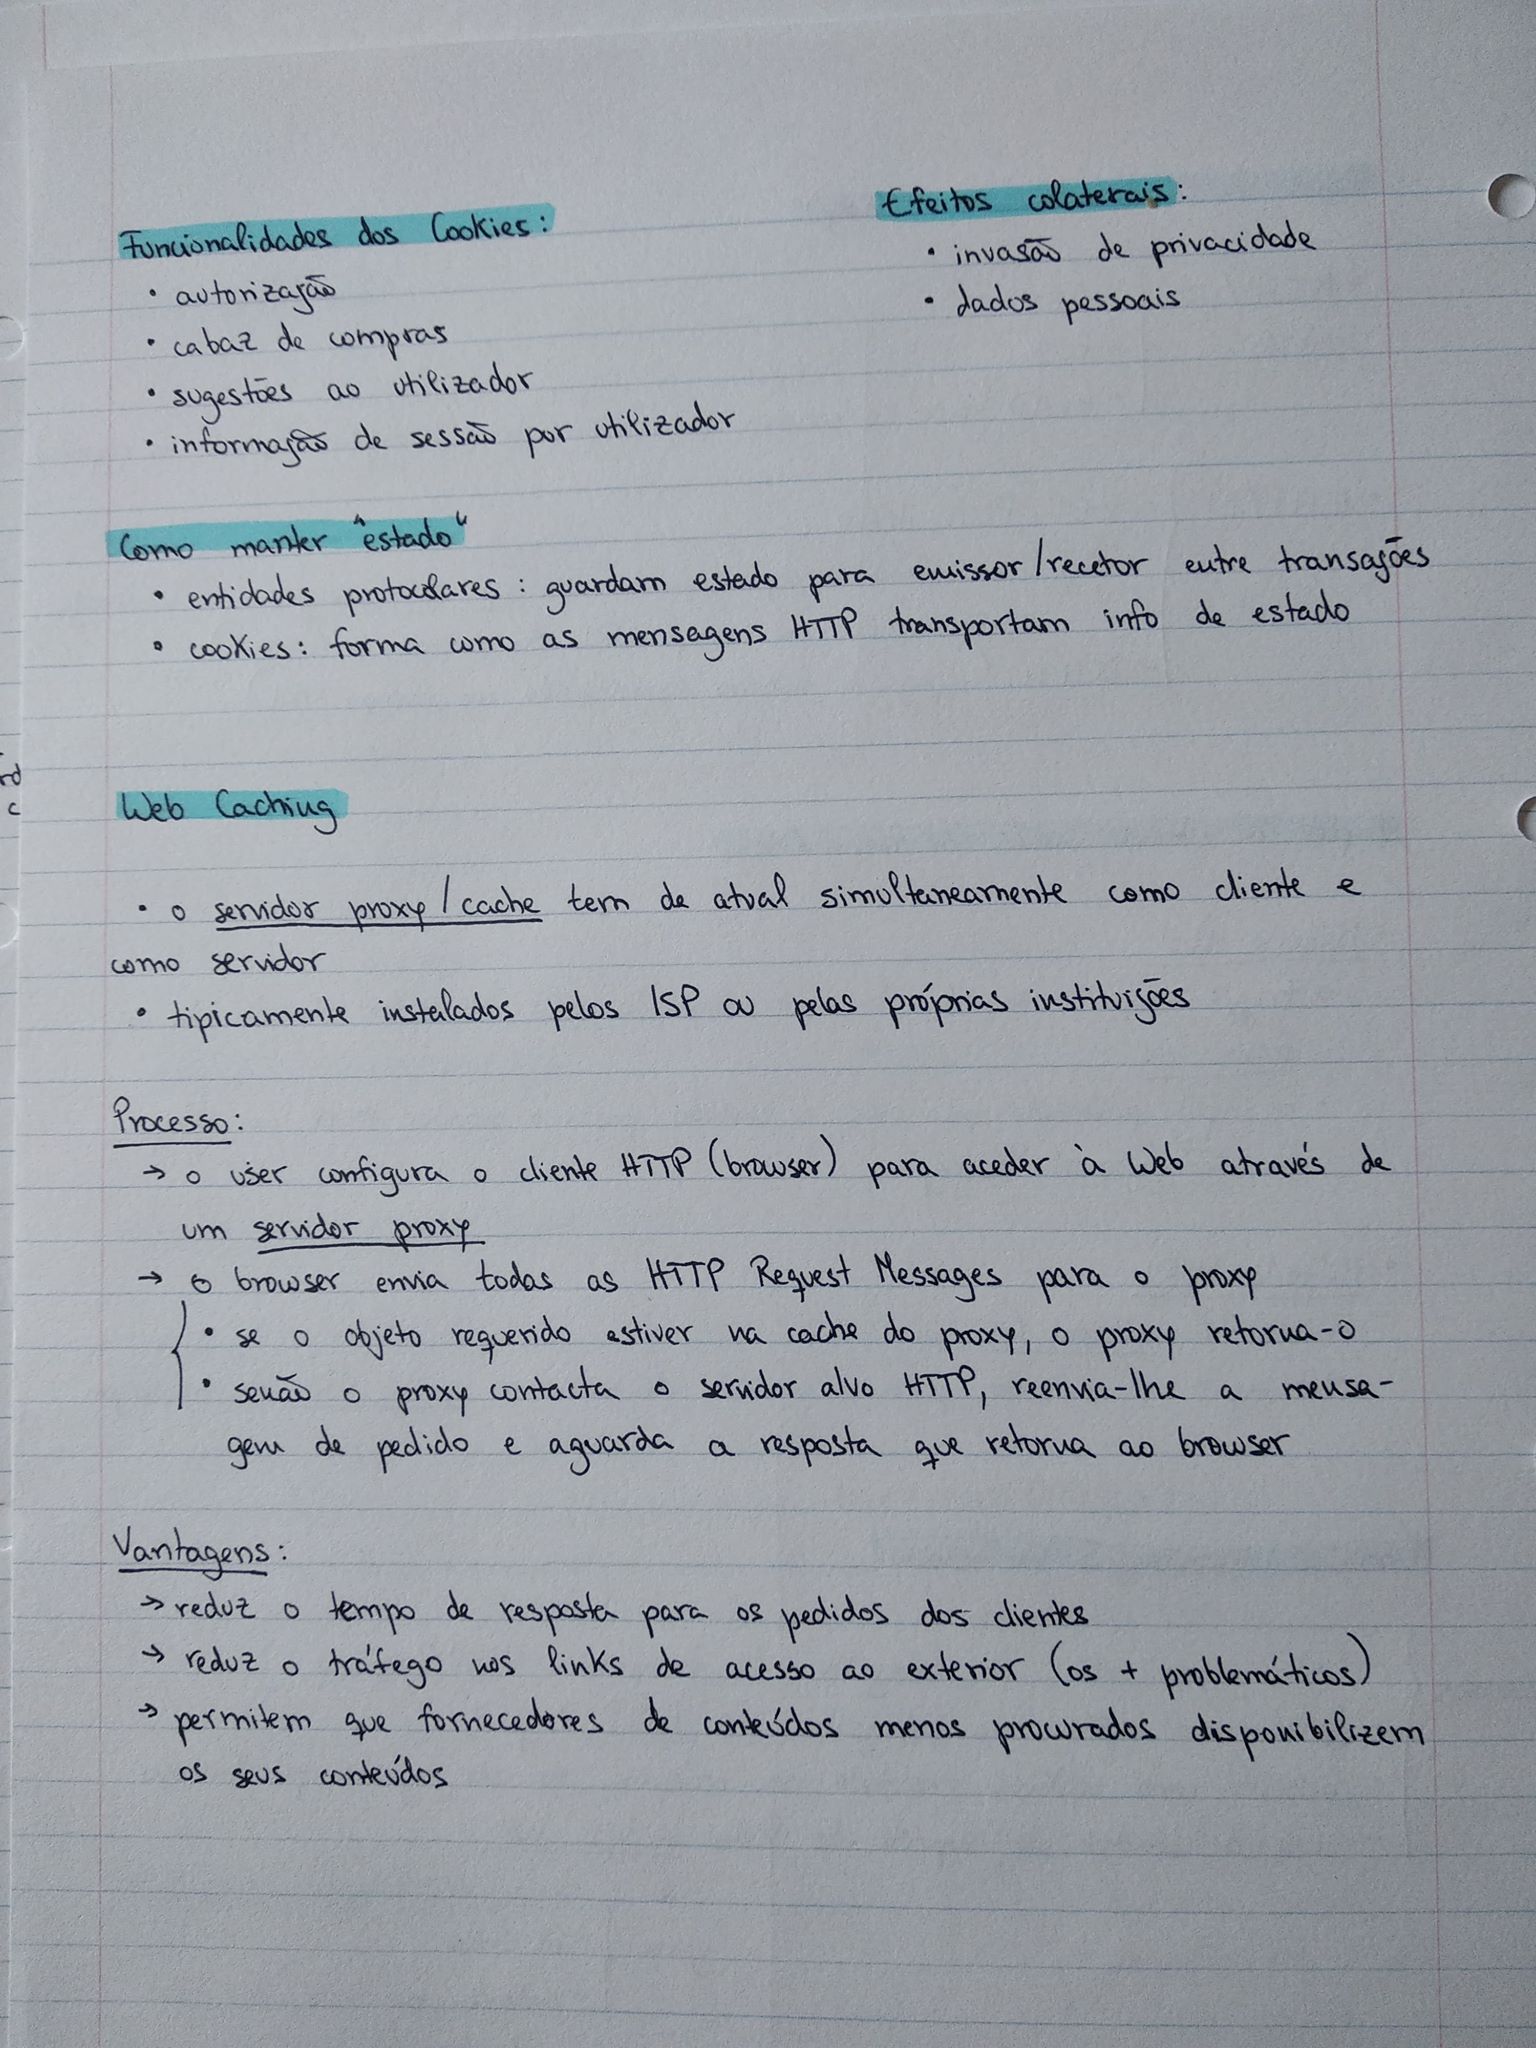 Funcionalidades dos Cookies:
• autorização
• cabaz de compras
• sugestões ao utilizador
• informação de sessão por utilizador
Efeitos colaterais:
• invasão de privacidade
• dados pessoais
Como manter "estado"
• entidades protocolares: guardam estado para emissor/recetor entre transações
• cookies: forma como as mensagens HTTP transportam info de estado
Web Caching
• o servidor proxy/cache tem de atual simultaneamente como cliente e
como servidor
• tipicamente instalados pelos ISP ou pelas próprias instituições
Processo:
→ o user configura o cliente HTTP (browser) para aceder à Web através de
um servidor proxy
→ o browser envia todas as HTTP Request Messages para o proxy
• se o objeto requerido estiver na cache do proxy, o proxy retorna-o
• senão o proxy contacta o servidor alvo HTTP, reenvia-lhe a mensa-
gem de pedido e aguarda a resposta que retorna ao browser
Vantagens:
→ reduz o tempo de resposta para os pedidos dos clientes
→ reduz o tráfego nos links de acesso ao exterior (os + problemáticos)
→ permitem que fornecedores de conteúdos menos procurados disponibilizem
os seus conteúdos
rd
c